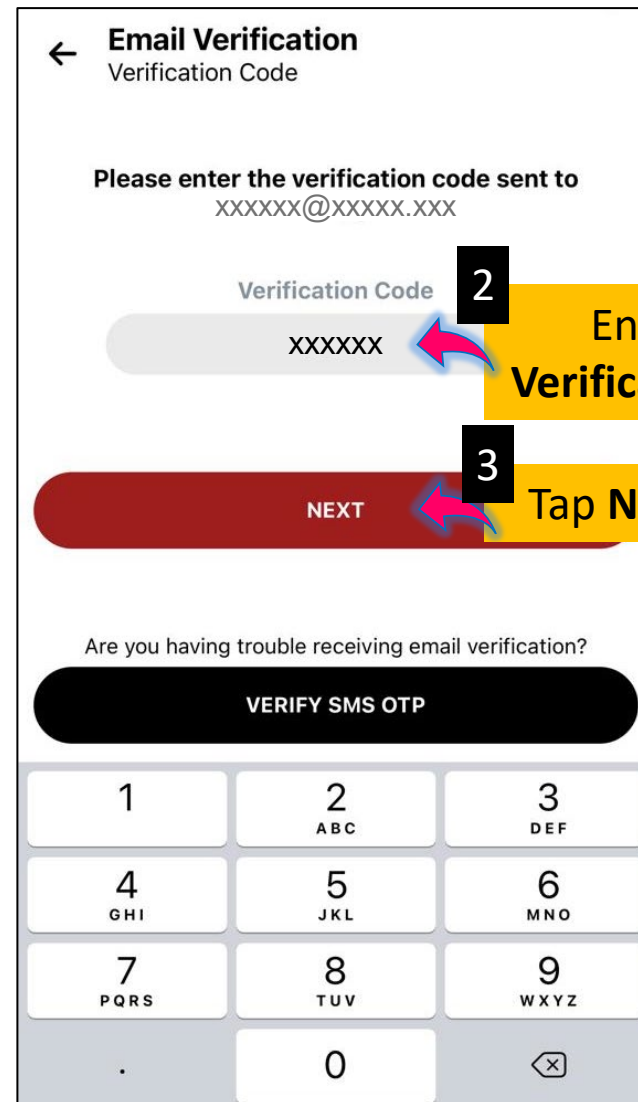 Email Verification
Verification Code
Please enter the verification code sent to
xxxxxx@xxxxx.xxx
Verification Code
2
xxxxxx
En
Verific
3
NEXT
Tap N
Are you having trouble receiving email verification?
VERIFY SMS OTP
1
2
ABC
3
DEF
4
GHI
5
JKL
6
MNO
7
PQRS
8
TUV
9
WXYZ
.
0